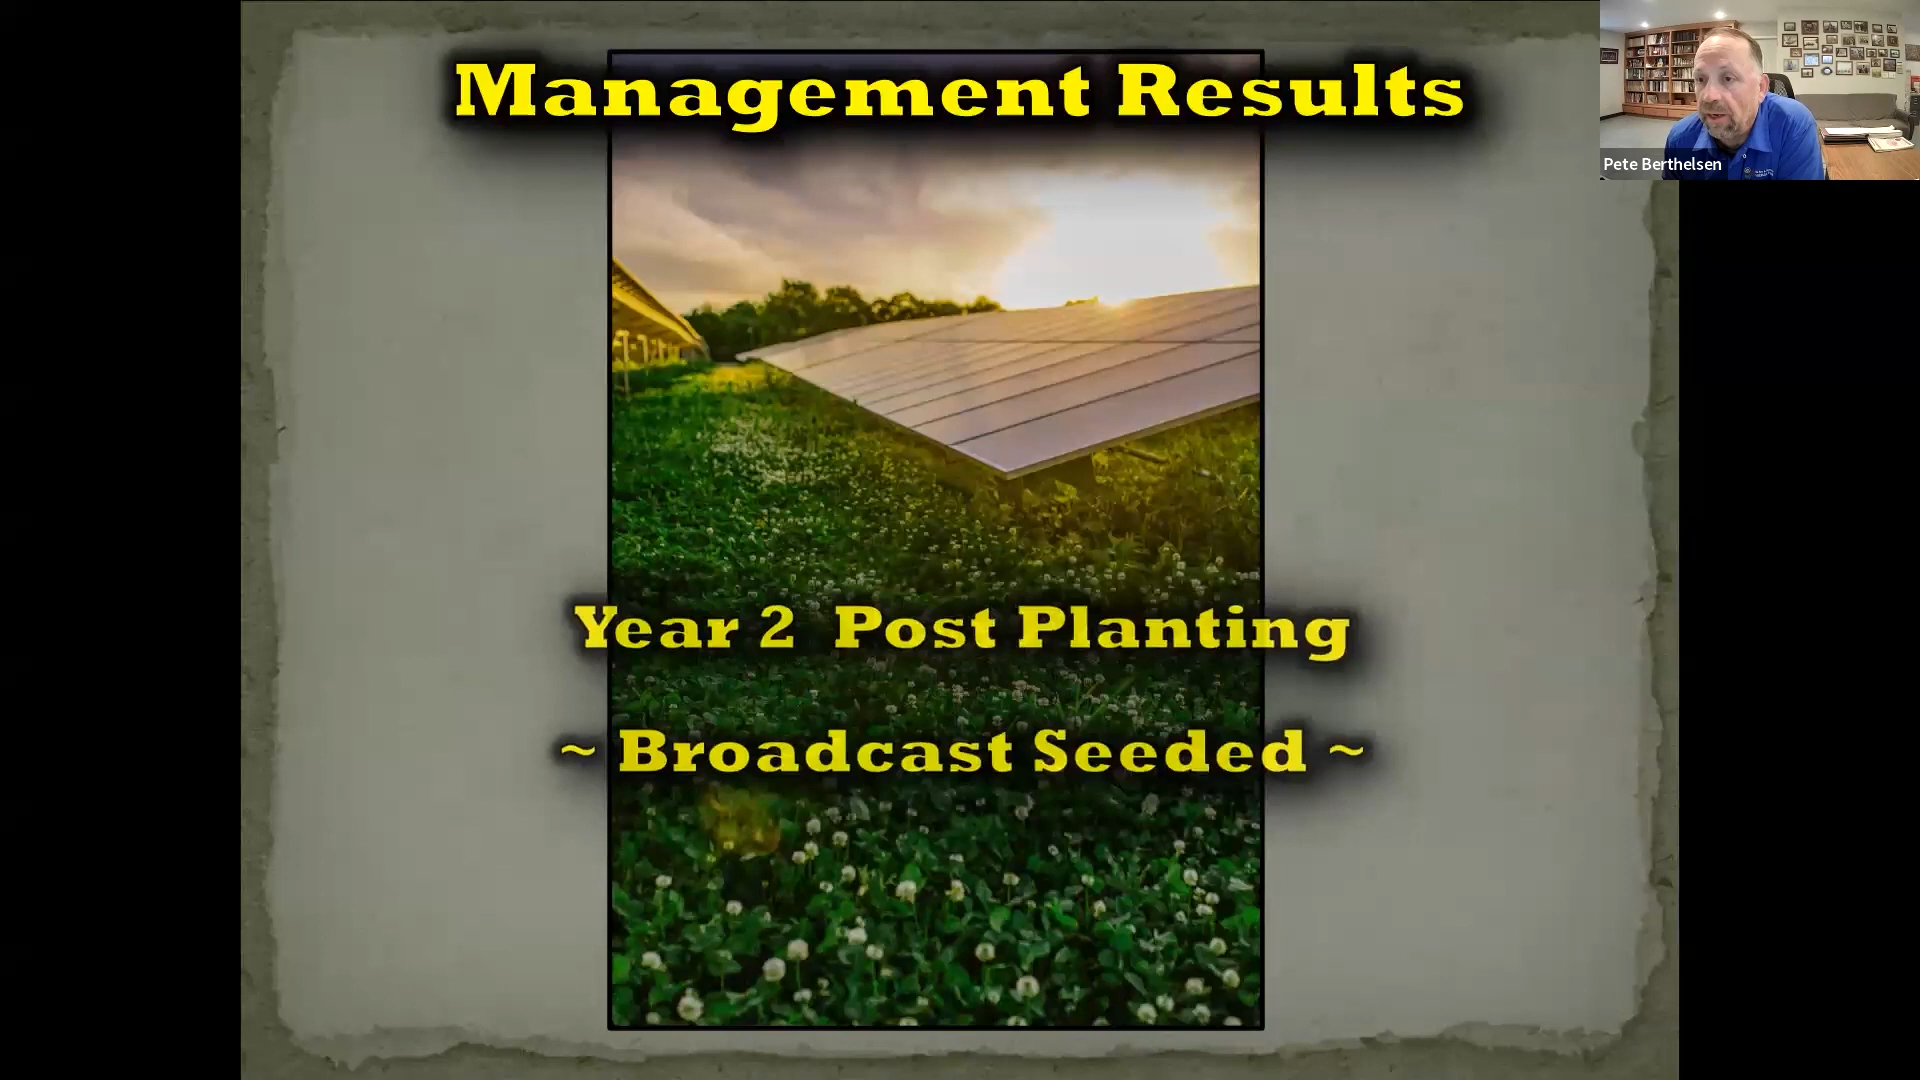 Management Results
Pete Berthelsen
Year 2 Post Planting
~ Broadcast Seeded ~